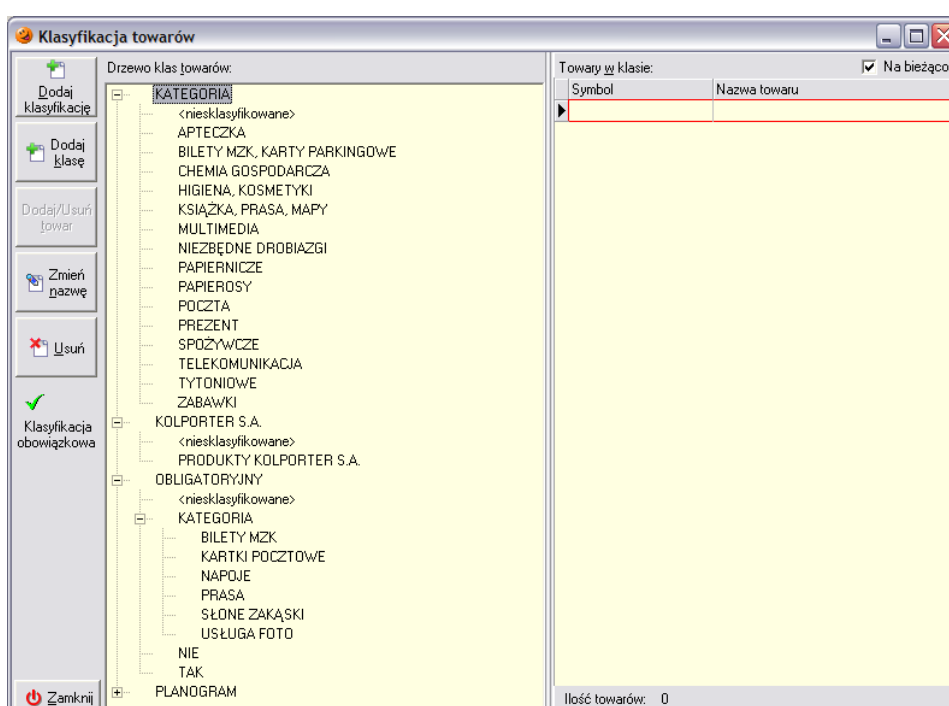 Klasyfikacja towarów
Dodaj
klasyfikację
Dodaj
klasę
Dodaj/Usuń
towar
Zmień
nazwę
Usuń
Klasyfikacja
obowiązkowa
Zamknij
Drzewo klas towarów:
KATEGORIA
<niesklasyfikowane>
APTECZKA
BILETY MZK, KARTY PARKINGOWE
CHEMIA GOSPODARCZA
HIGIENA, KOSMETYKI
KSIĄŻKA, PRASA, MAPY
MULTIMEDIA
NIEZBĘDNE DROBIAZGI
PAPIERNICZE
PAPIEROSY
POCZTA
PREZENT
SPOŻYWCZE
TELEKOMUNIKACJA
TYTONIOWE
ZABAWKI
KOLPORTER S.A.
<niesklasyfikowane>
PRODUKTY KOLPORTER S.A.
OBLIGATORYJNY
<niesklasyfikowane>
KATEGORIA
BILETY MZK
KARTKI POCZTOWE
NAPOJE
PRASA
SŁONE ZAKĄSKI
USŁUGA FOTO
NIE
TAK
PLANOGRAM
Towary w klasie: Na bieżąco
Symbol Nazwa towaru
Ilość towarów: 0